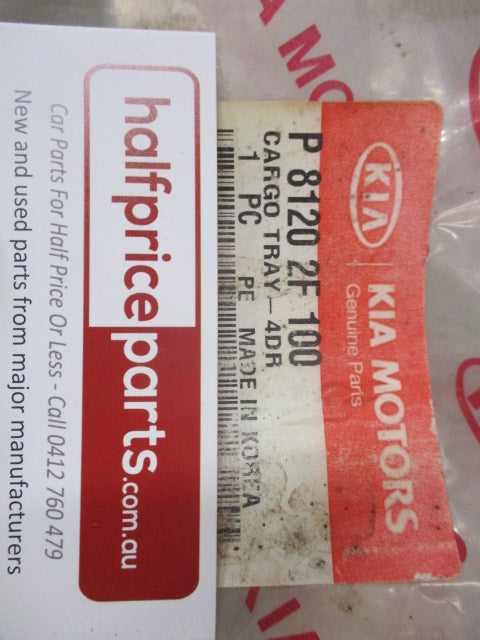 KIA
KIA MOTORS
Genuine Parts
P 8120 2F 100
CARGO TRAY-4DR
1 PC PE MADE IN KOREA
halfpriceparts.com.au
Car Parts For Half Price Or Less - Call 0412 760 479
New and used parts from major manufacturers